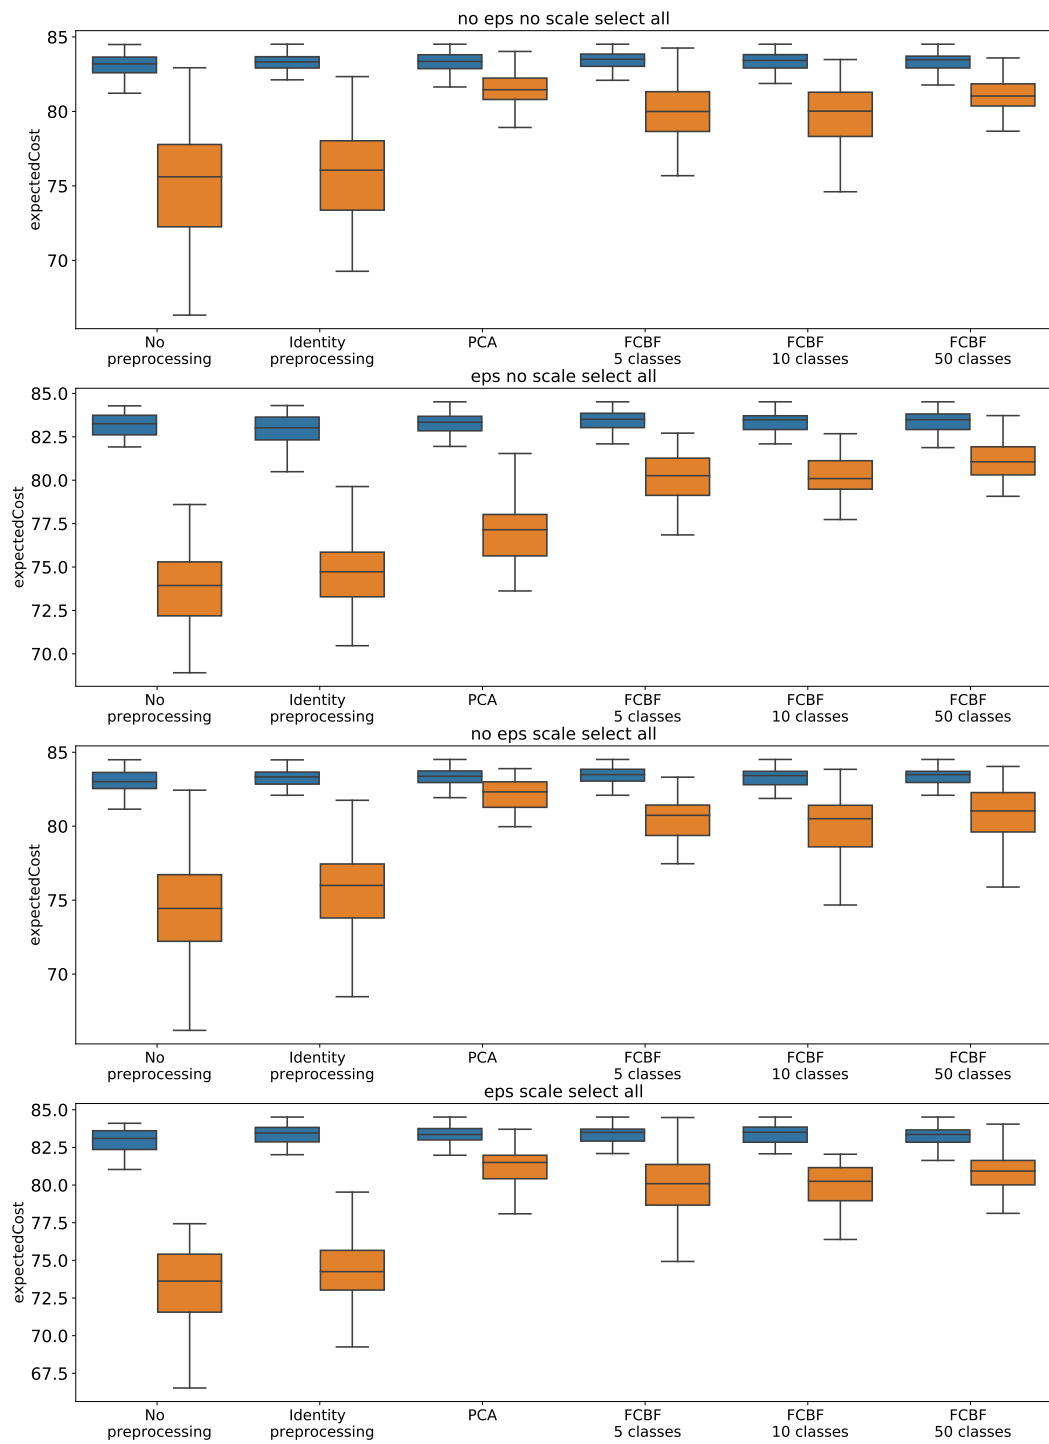 no eps no scale select all
85
80
75
70
expectedCost
No
preprocessing
Identity
preprocessing
PCA
FCBF
5 classes
FCBF
10 classes
FCBF
50 classes
eps no scale select all
85.0
82.5
80.0
77.5
75.0
72.5
70.0
expectedCost
No
preprocessing
Identity
preprocessing
PCA
FCBF
5 classes
FCBF
10 classes
FCBF
50 classes
no eps scale select all
85
80
75
70
expectedCost
No
preprocessing
Identity
preprocessing
PCA
FCBF
5 classes
FCBF
10 classes
FCBF
50 classes
eps scale select all
85.0
82.5
80.0
77.5
75.0
72.5
70.0
67.5
expectedCost
No
preprocessing
Identity
preprocessing
PCA
FCBF
5 classes
FCBF
10 classes
FCBF
50 classes